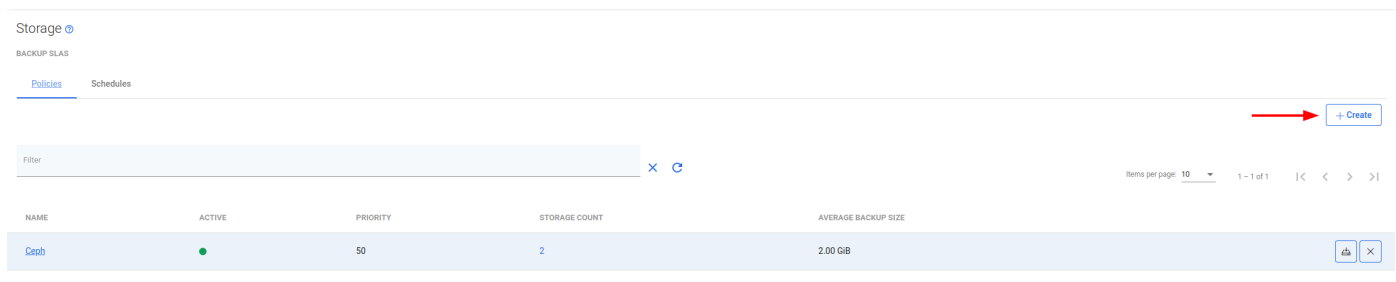 Storage
BACKUP SLAS
Policies Schedules
Create
Filter
Items per page: 10 1 – 1 of 1
NAME ACTIVE PRIORITY STORAGE COUNT AVERAGE BACKUP SIZE
Ceph 50 2 2.00 GiB